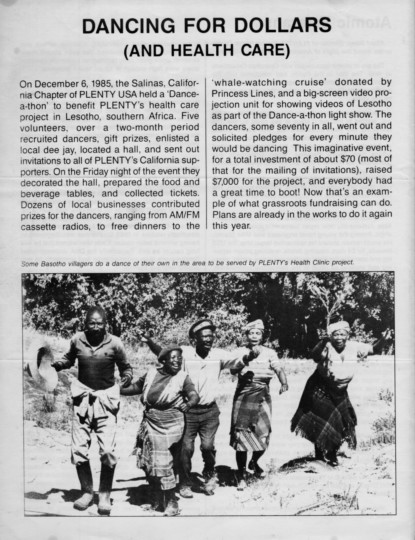 DANCING FOR DOLLARS
(AND HEALTH CARE)
On December 6, 1985, the Salinas, Califor-
nia Chapter of PLENTY USA held a 'Dance-
a-thon' to benefit PLENTY's health care
project in Lesotho, southern Africa. Five
volunteers, over a two-month period
recruited dancers, gift prizes, enlisted a
local dee jay, located a hall, and sent out
invitations to all of PLENTY's California sup-
porters. On the Friday night of the event they
decorated the hall, prepared the food and
beverage tables, and collected tickets.
Dozens of local businesses contributed
prizes for the dancers, ranging from AM/FM
cassette radios, to free dinners to the
'whale-watching cruise' donated by
Princess Lines, and a big-screen video pro-
jection unit for showing videos of Lesotho
as part of the Dance-a-thon light show. The
dancers, some seventy in all, went out and
solicited pledges for every minute they
would be dancing This imaginative event,
for a total investment of about $70 (most of
that for the mailing of invitations), raised
$7,000 for the project, and everybody had
a great time to boot! Now that's an exam-
ple of what grassroots fundraising can do.
Plans are already in the works to do it again
this year.
Some Basotho villagers do a dance of their own in the area to be served by PLENTY's Health Clinic project.